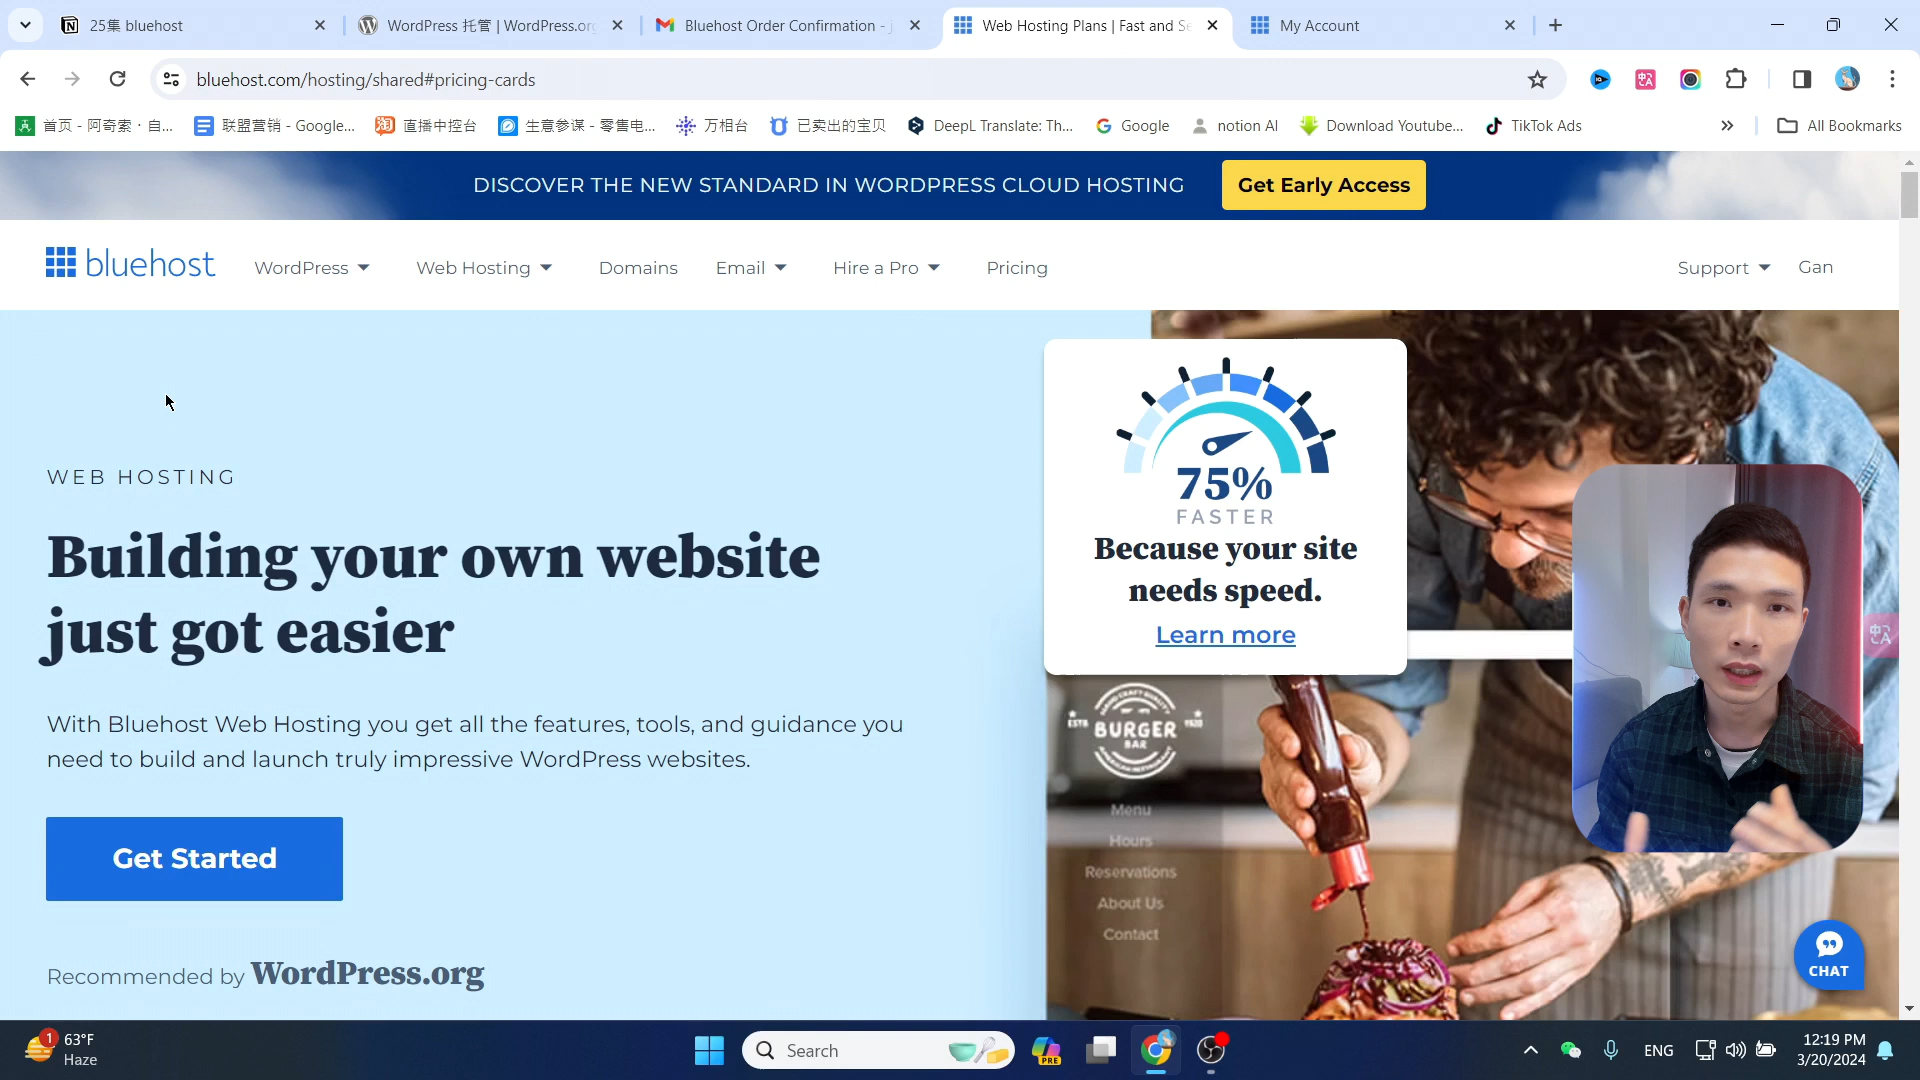 25集 bluehost
WordPress 托管 | WordPress.org
Bluehost Order Confirmation -
Web Hosting Plans | Fast and Se
My Account
bluehost.com/hosting/shared#pricing-cards
首页 - 阿奇索・自...
联盟营销 - Google...
直播中控台
生意参谋 - 零售电...
万相台
已卖出的宝贝
DeepL Translate: Th...
Google
notion AI
Download Youtube...
TikTok Ads
All Bookmarks
DISCOVER THE NEW STANDARD IN WORDPRESS CLOUD HOSTING
Get Early Access
bluehost
WordPress
Web Hosting
Domains
Email
Hire a Pro
Pricing
Support
Gan
WEB HOSTING
Building your own website
just got easier
With Bluehost Web Hosting you get all the features, tools, and guidance you
need to build and launch truly impressive WordPress websites.
Get Started
Recommended by WordPress.org
75%
FASTER
Because your site
needs speed.
Learn more
BURGER
BAR
Menu
Hours
Reservations
About Us
Contact
CHAT
1
63°F
Haze
Search
PRE
ENG
12:19 PM
3/20/2024